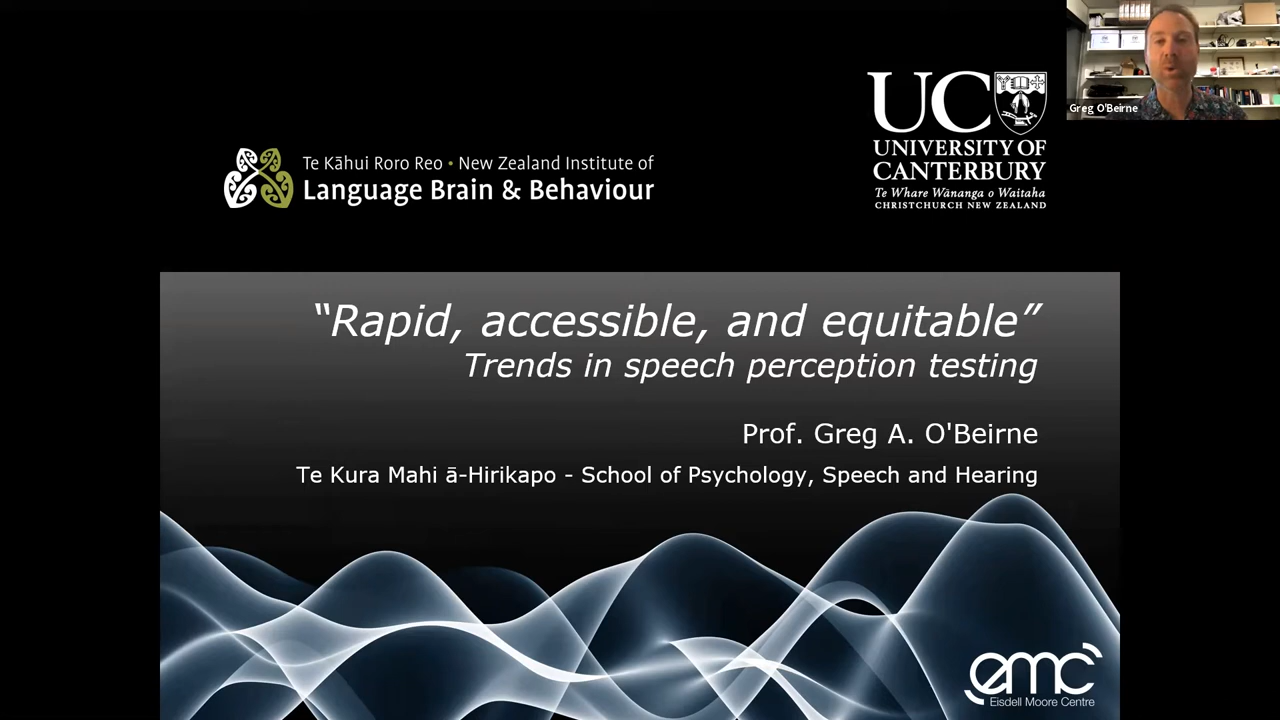 Te Kāhui Roro Reo • New Zealand Institute of
Language Brain & Behaviour
UC
UNIVERSITY OF
CANTERBURY
Te Whare Wānanga o Waitaha
CHRISTCHURCH NEW ZEALAND
Greg O'Beirne
“Rapid, accessible, and equitable”
Trends in speech perception testing
Prof. Greg A. O'Beirne
Te Kura Mahi ā-Hirikapo - School of Psychology, Speech and Hearing
emc
Eisdell Moore Centre